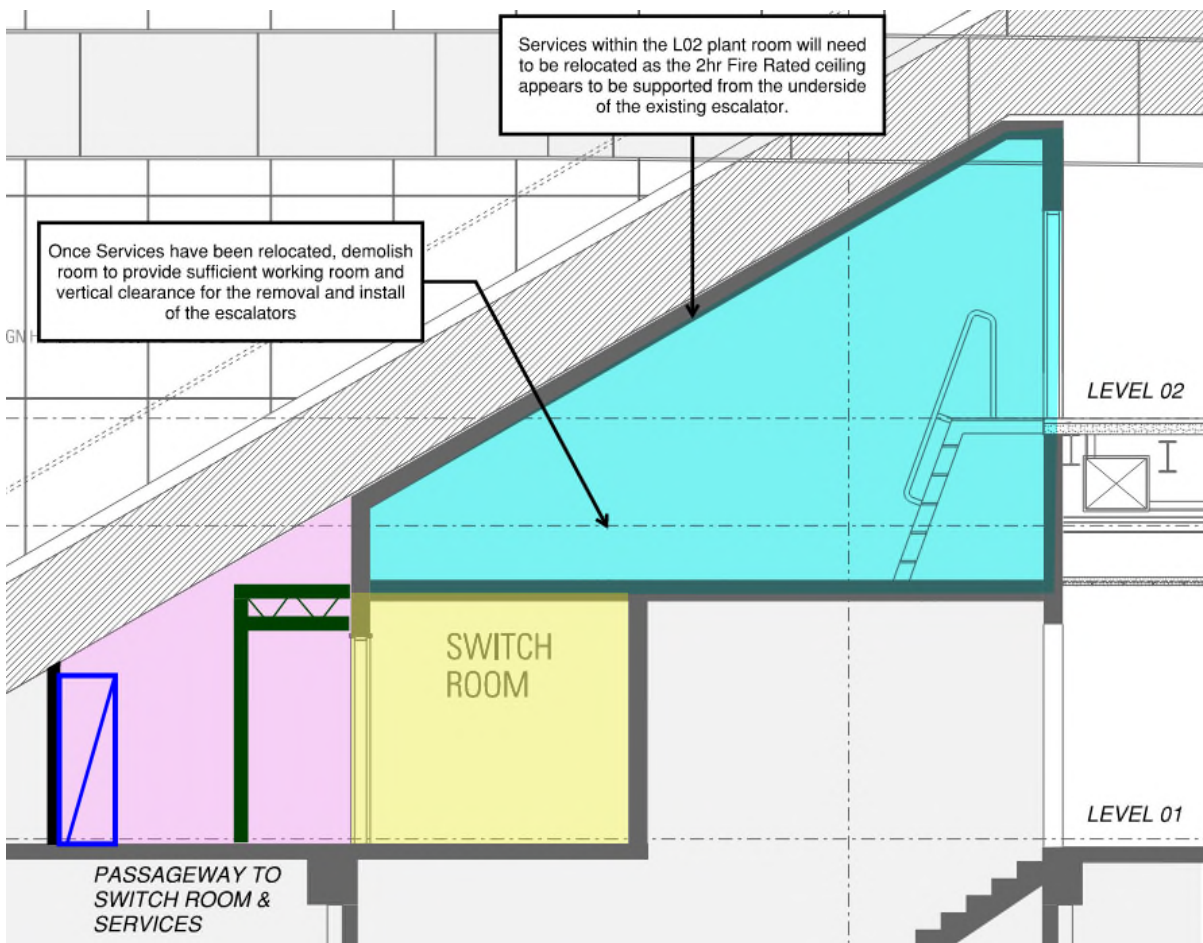 Services within the L02 plant room will need
to be relocated as the 2hr Fire Rated ceiling
appears to be supported from the underside
of the existing escalator.
Once Services have been relocated, demolish
room to provide sufficient working room and
vertical clearance for the removal and install
of the escalators
GN H
LEVEL 02
SWITCH
ROOM
LEVEL 01
PASSAGEWAY TO
SWITCH ROOM &
SERVICES